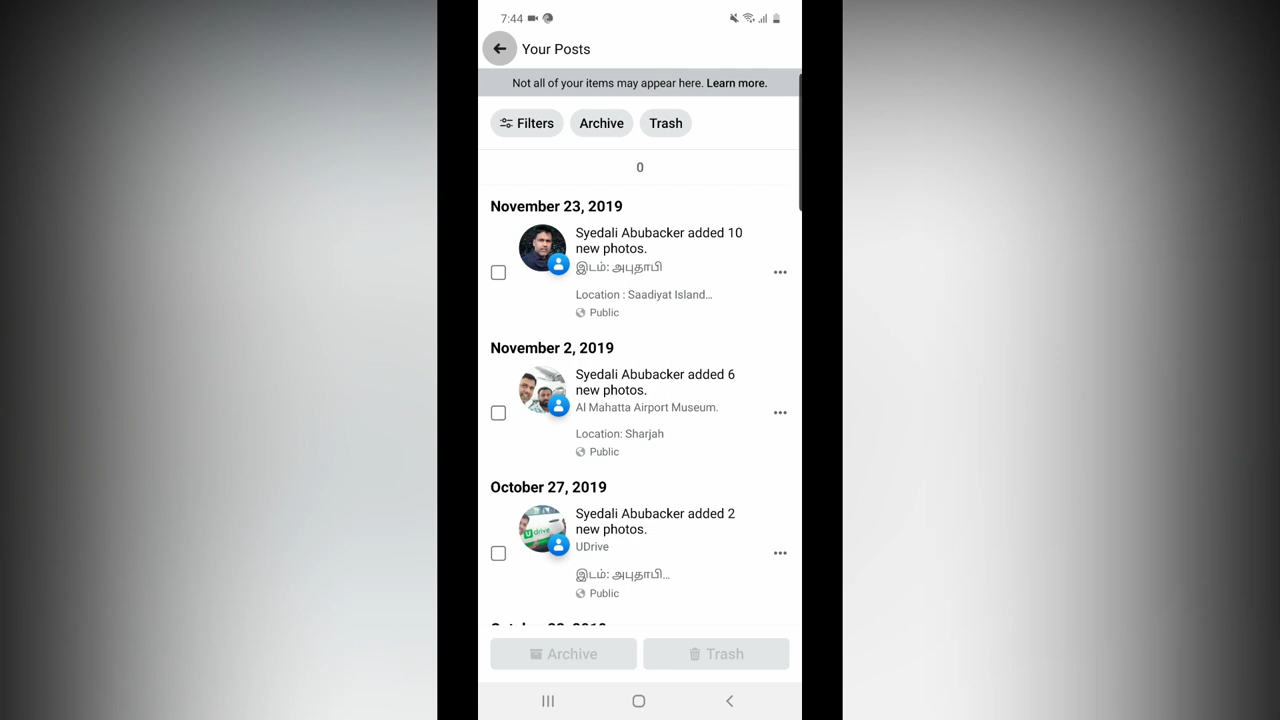 7:44
Your Posts
Not all of your items may appear here. Learn more.
Filters
Archive
Trash
0
November 23, 2019
Syedali Abubacker added 10
new photos.
இடம்: அபுதாபி
Location : Saadiyat Island...
Public
November 2, 2019
Syedali Abubacker added 6
new photos.
Al Mahatta Airport Museum.
Location: Sharjah
Public
October 27, 2019
Syedali Abubacker added 2
new photos.
Udrive
UDrive
இடம்: அபுதாபி...
Public
Archive
Trash